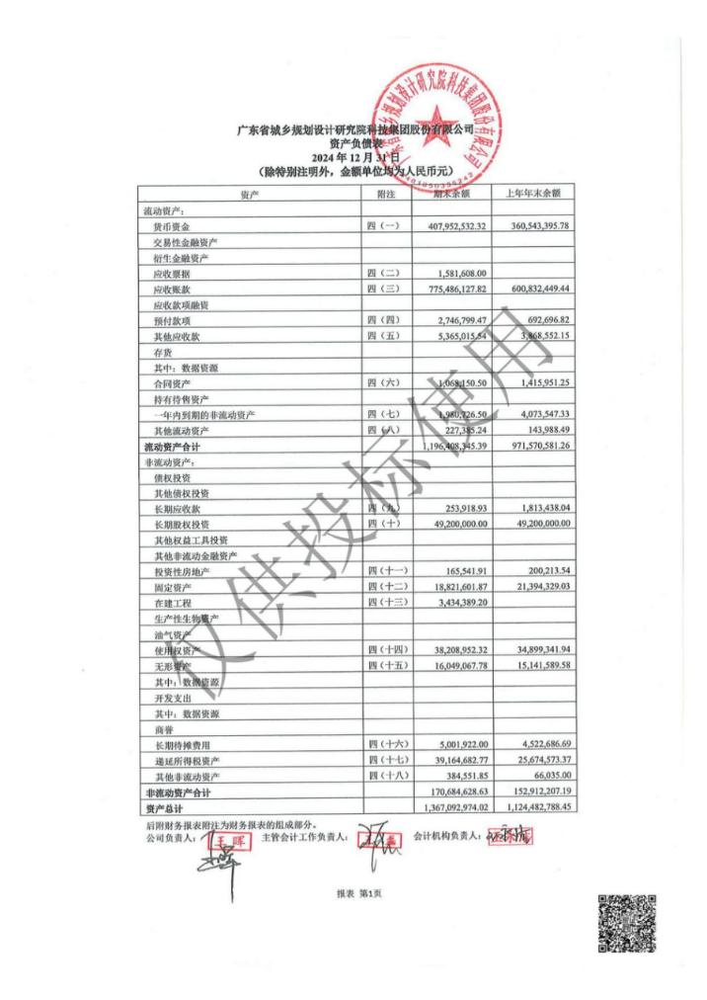 广东省城乡规划设计研究院科技集团股份有限公司
资产负债表
2024 年 12 月 31 日
（除特别注明外，金额单位均为人民币元）
资产 附注 期末余额 上年年末余额
流动资产：
货币资金 四（一） 407,952,532.32 360,543,395.78
交易性金融资产
衍生金融资产
应收票据 四（二） 1,581,608.00
应收账款 四（三） 775,486,127.82 600,832,449.44
应收款项融资
预付款项 四（四） 2,746,799.47 692,696.82
其他应收款 四（五） 5,365,015.54 3,868,552.15
存货
其中：数据资源
合同资产 四（六） 1,068,150.50 1,415,951.25
持有待售资产
一年内到期的非流动资产 四（七） 1,980,726.50 4,073,547.33
其他流动资产 四（八） 227,385.24 143,988.49
流动资产合计 1,196,408,345.39 971,570,581.26
非流动资产：
债权投资
其他债权投资
长期应收款 四（九） 253,918.93 1,813,438.04
长期股权投资 四（十） 49,200,000.00 49,200,000.00
其他权益工具投资
其他非流动金融资产
投资性房地产 四（十一） 165,541.91 200,213.54
固定资产 四（十二） 18,821,601.87 21,394,329.03
在建工程 四（十三） 3,434,389.20
生产性生物资产
油气资产
使用权资产 四（十四） 38,208,952.32 34,899,341.94
无形资产 四（十五） 16,049,067.78 15,141,589.58
其中：数据资源
开发支出
其中：数据资源
商誉
长期待摊费用 四（十六） 5,001,922.00 4,522,686.69
递延所得税资产 四（十七） 39,164,682.77 25,674,573.37
其他非流动资产 四（十八） 384,551.85 66,035.00
非流动资产合计 170,684,628.63 152,912,207.19
资产总计 1,367,092,974.02 1,124,482,788.45
后附财务报表附注为财务报表的组成部分。
公司负责人： 王晖 主管会计工作负责人： 会计机构负责人：
报表 第1页
仅供投标使用